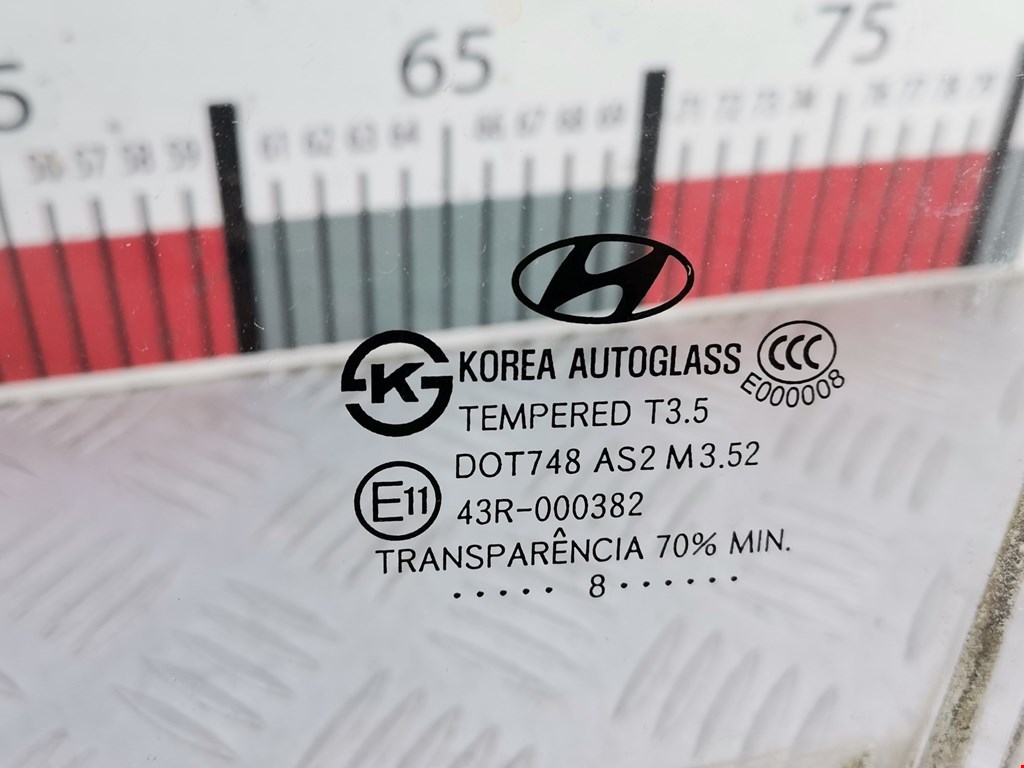 5 65 75
56 57 58 59 61 62 63 64 66 67 68 69 71 72 73 74 76 77 78 79
KOREA AUTOGLASS CCC
K E000008
TEMPERED T3.5
DOT748 AS2 M3.52
E11 43R-000382
TRANSPARÊNCIA 70% MIN.
..... 8 ......